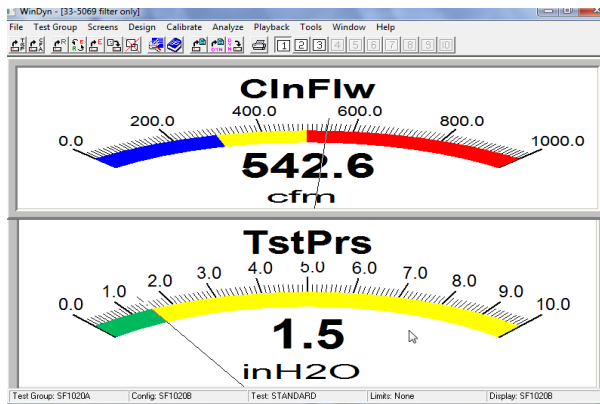 WinDyn - [33-5069 filter only]
File Test Group Screens Design Calibrate Analyze Playback Tools Window Help
1 2 3 4 5 6 7 8 9 10
ClnFlw
0.0 200.0 400.0 600.0 800.0 1000.0
542.6
cfm
TstPrs
0.0 1.0 2.0 3.0 4.0 5.0 6.0 7.0 8.0 9.0 10.0
1.5
inH2O
Test Group: SF1020A Config: SF1020B Test: STANDARD Limits: None Display: SF1020B